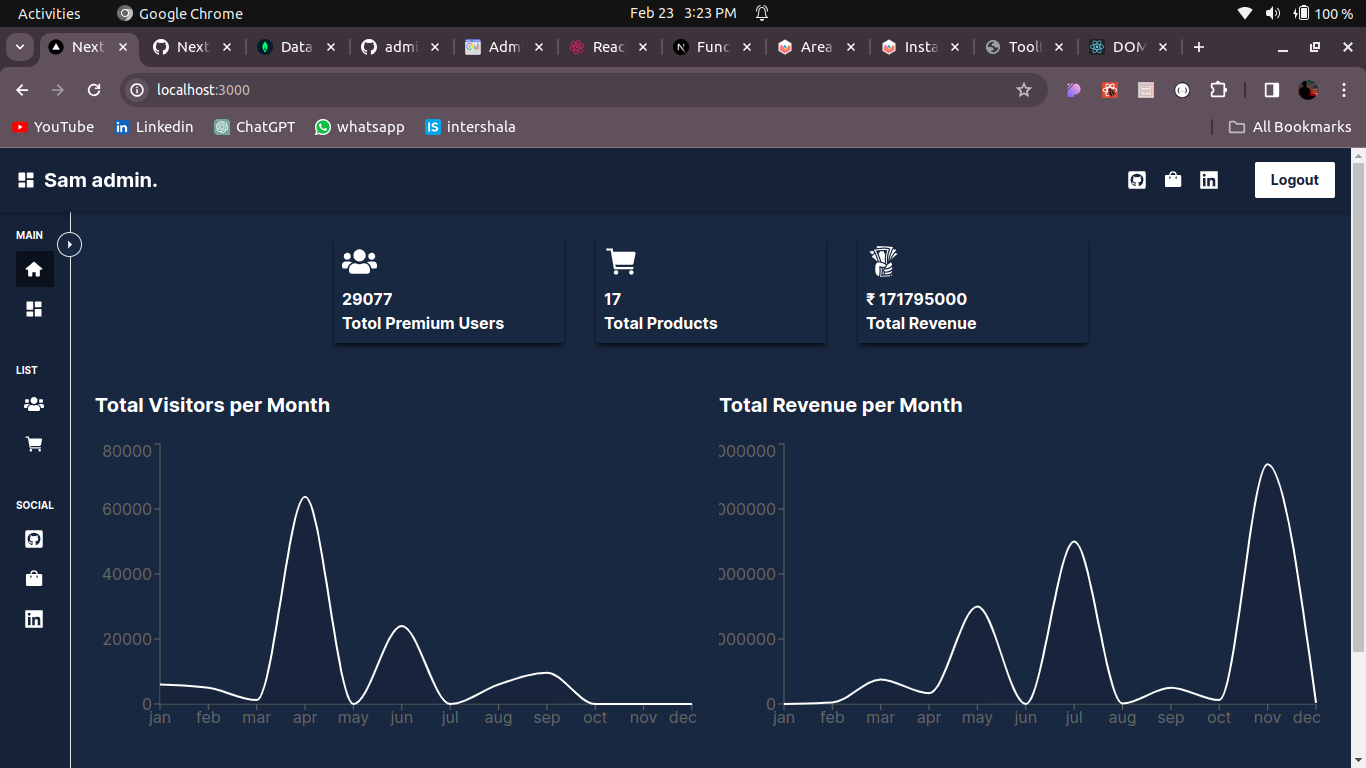 Activities Google Chrome Feb 23 3:23 PM 100 %
Next Next Data admi Adm Reac Func Area Insta Tool DOM
localhost:3000
YouTube Linkedin ChatGPT whatsapp IS intershala All Bookmarks
Sam admin. Logout
MAIN
29077 17 ₹ 171795000
Totol Premium Users Total Products Total Revenue
LIST
Total Visitors per Month Total Revenue per Month
80000 000000
60000 000000
40000 000000
20000 000000
0 0
jan feb mar apr may jun jul aug sep oct nov dec jan feb mar apr may jun jul aug sep oct nov dec
SOCIAL